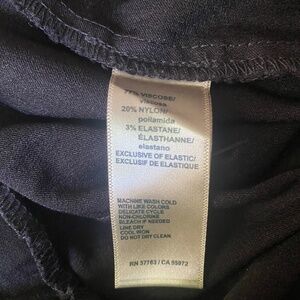 77% VISCOSE/
viscosa
20% NYLON/
poliamida
3% ELASTANE/
ÉLASTHANNE/
elastano
EXCLUSIVE OF ELASTIC/
EXCLUSIF DE ELASTIQUE
MACHINE WASH COLD
WITH LIKE COLORS
DELICATE CYCLE
NON-CHLORINE
BLEACH IF NEEDED
LINE DRY
COOL IRON
DO NOT DRY CLEAN
RN 37763 / CA 55972